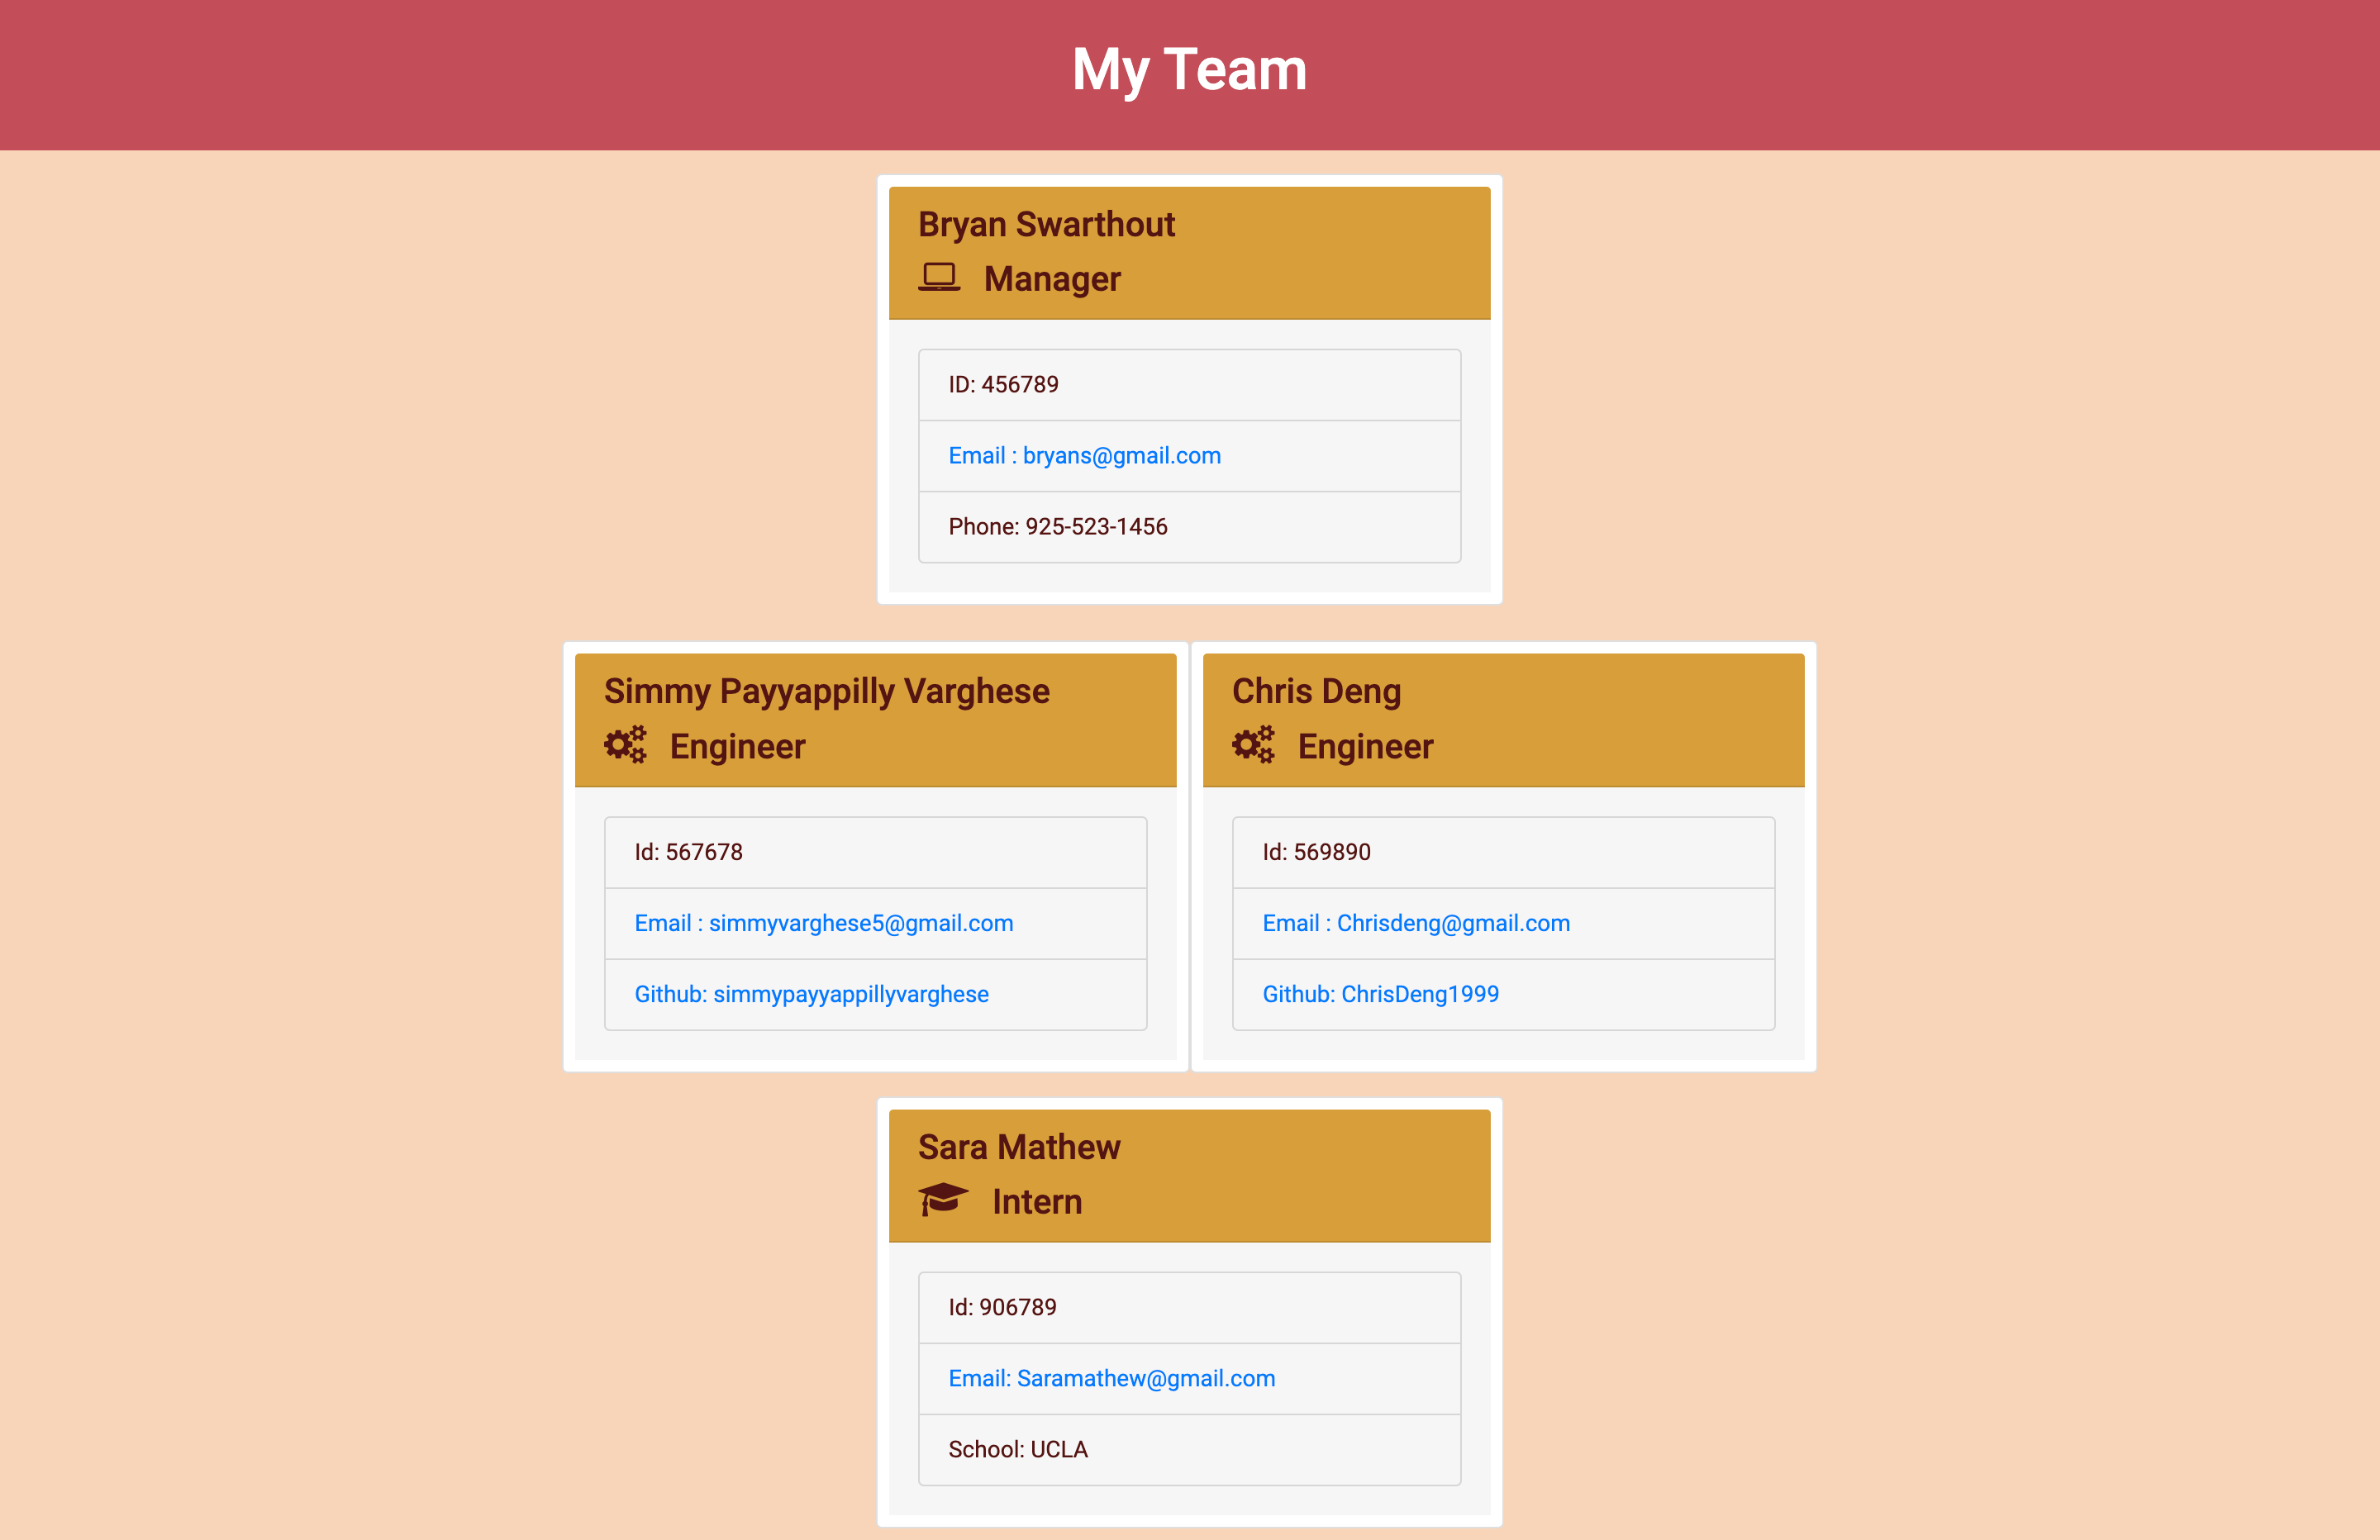 My Team
Bryan Swarthout
Manager
ID: 456789
Email : bryans@gmail.com
Phone: 925-523-1456
Simmy Payyappilly Varghese
Engineer
Id: 567678
Email : simmyvarghese5@gmail.com
Github: simmypayyappillyvarghese
Chris Deng
Engineer
Id: 569890
Email : Chrisdeng@gmail.com
Github: ChrisDeng1999
Sara Mathew
Intern
Id: 906789
Email: Saramathew@gmail.com
School: UCLA